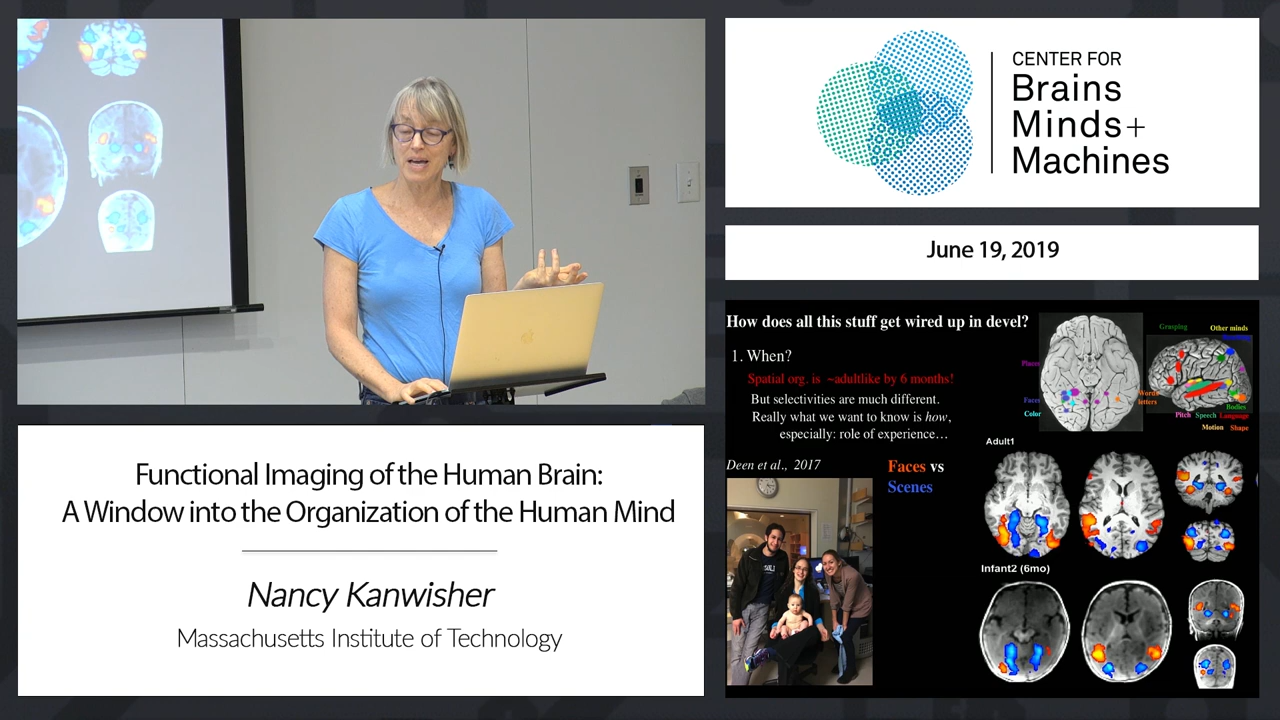 CENTER FOR
Brains
Minds+
Machines
June 19, 2019
Functional Imaging of the Human Brain:
A Window into the Organization of the Human Mind
Nancy Kanwisher
Massachusetts Institute of Technology
How does all this stuff get wired up in devel?
1. When?
Spatial org. is ~adultlike by 6 months!
But selectivities are much different.
Really what we want to know is how,
especially: role of experience…
Deen et al., 2017
Faces vs
Scenes
Grasping
Other minds
Places
Faces
Color
Words
letters
Bodies
Pitch Speech Language
Motion Shape
Adult1
Infant2 (6mo)